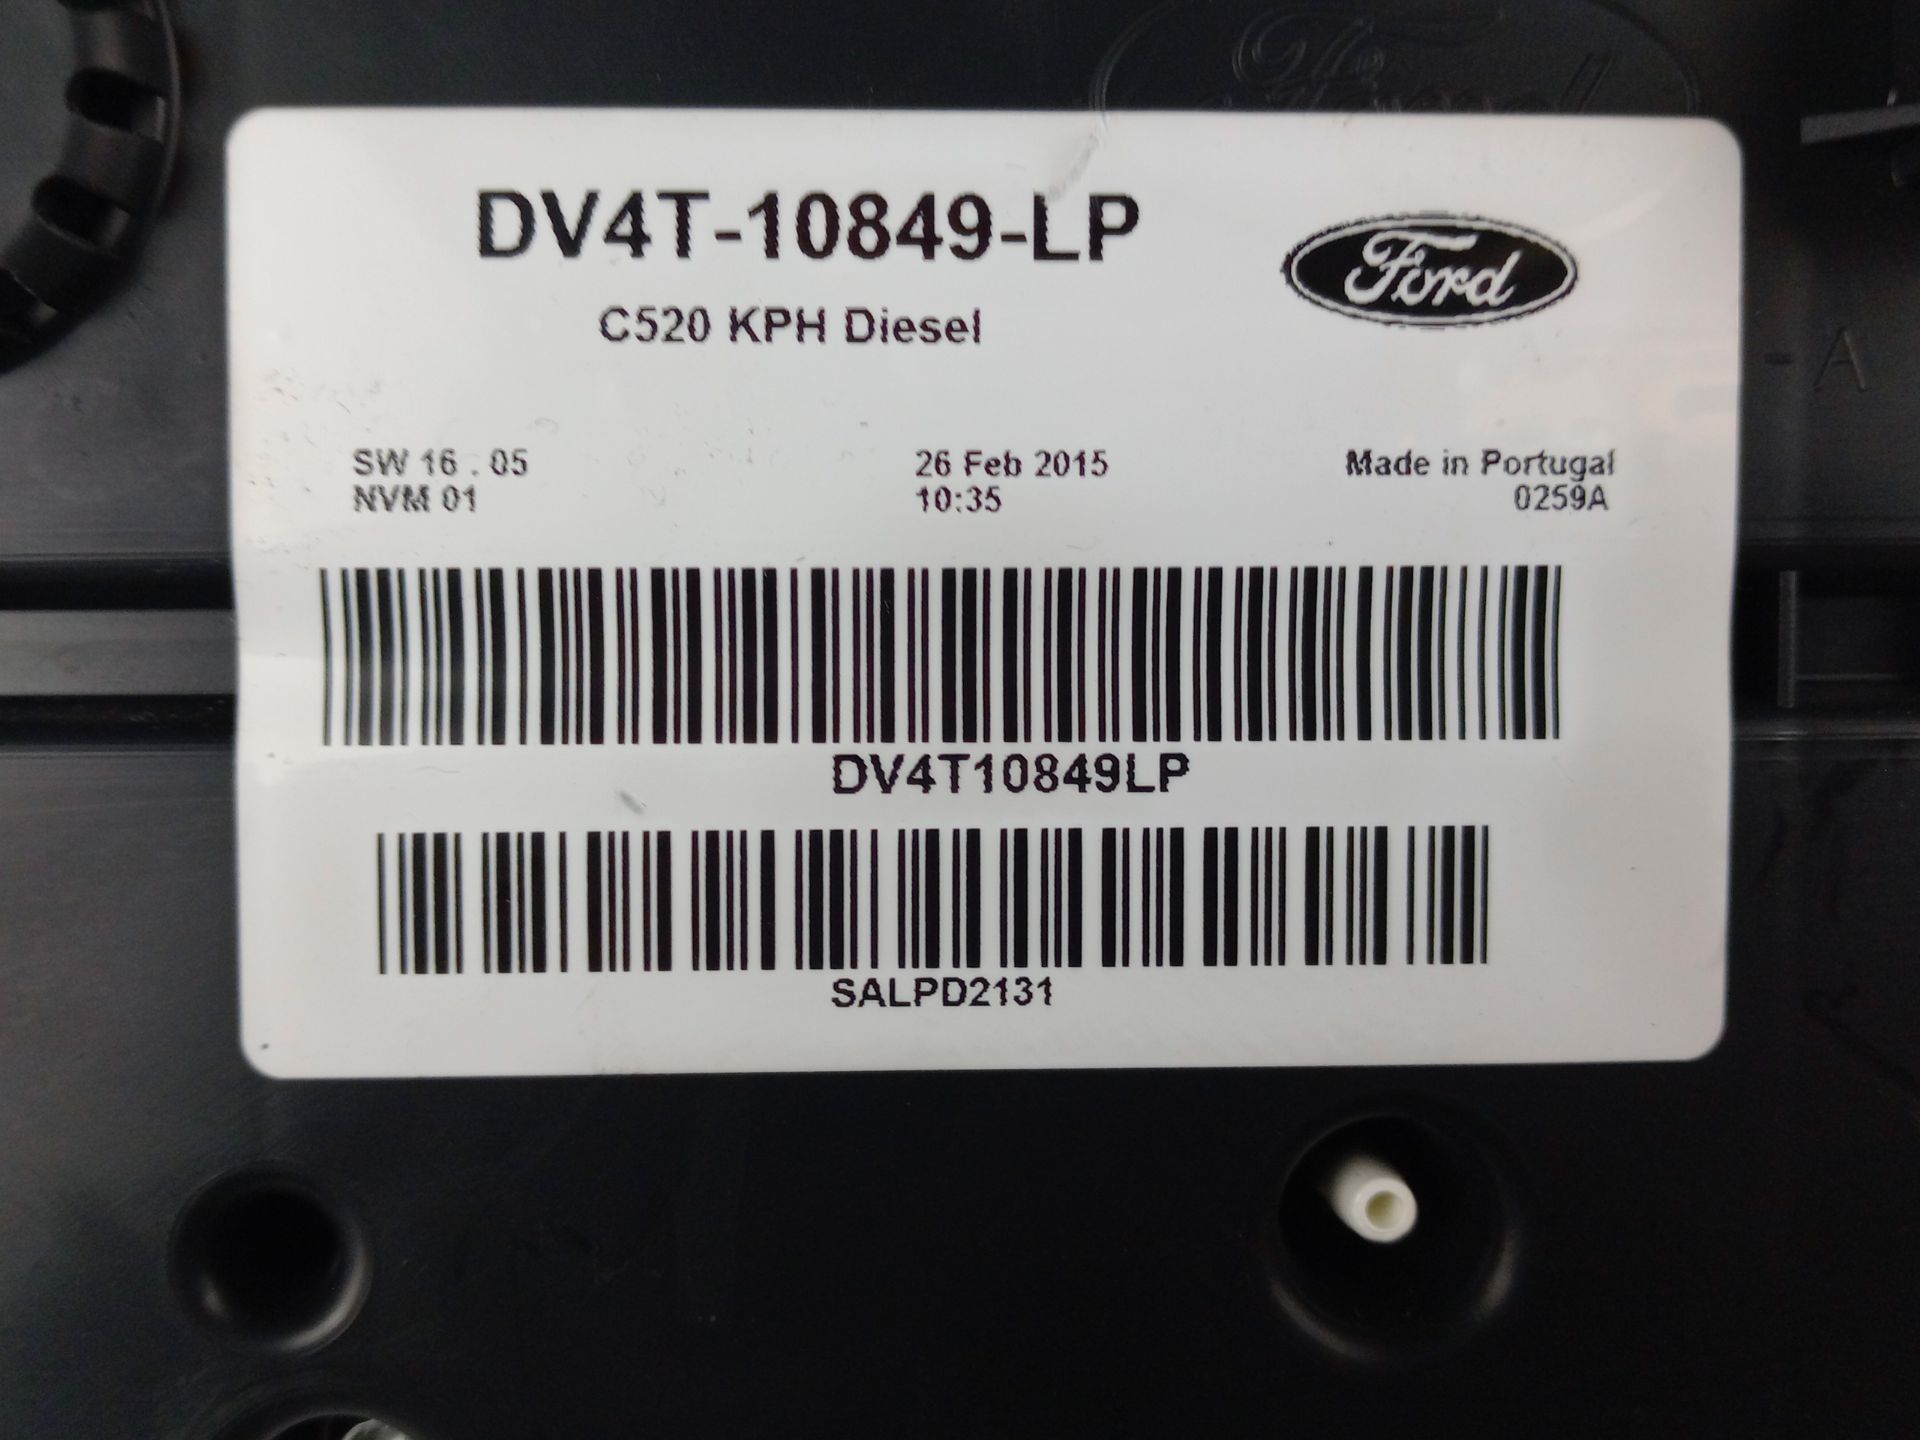 DV4T-10849-LP
Ford
C520 KPH Diesel
SW 16 . 05
26 Feb 2015
Made in Portugal
NVM 01
10:35
0259A
DV4T10849LP
SALPD2131
-A